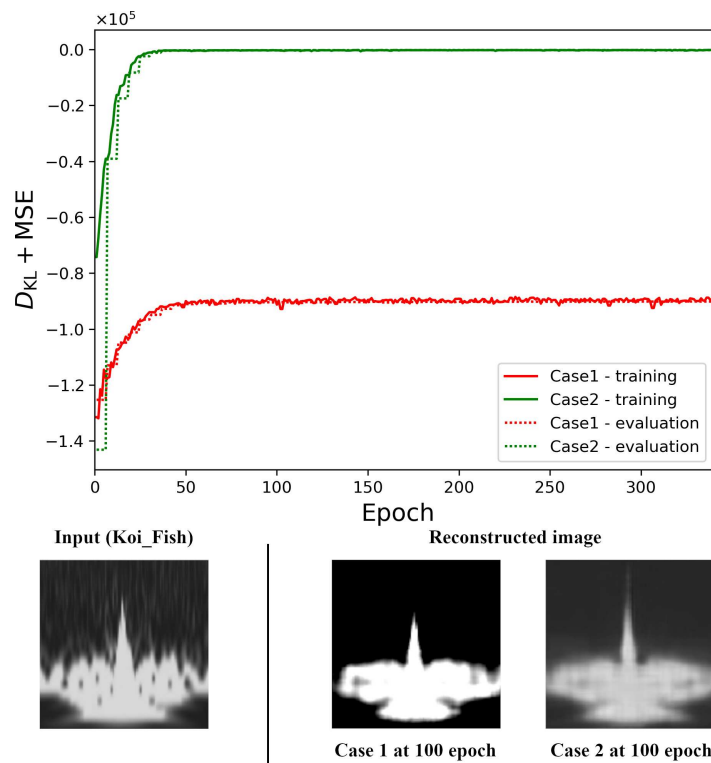 ×10⁵
0.0
−0.2
−0.4
−0.6
−0.8
−1.0
−1.2
−1.4
D_KL + MSE
0 50 100 150 200 250 300
Epoch
Case1 - training
Case2 - training
Case1 - evaluation
Case2 - evaluation
Input (Koi_Fish)
Reconstructed image
Case 1 at 100 epoch
Case 2 at 100 epoch